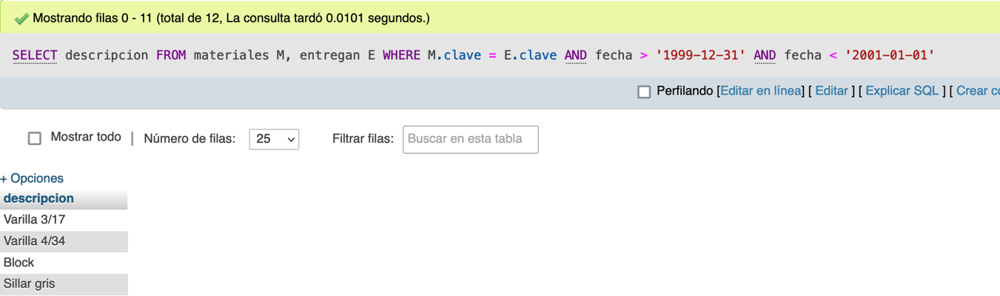 Mostrando filas 0 - 11 (total de 12, La consulta tardó 0.0101 segundos.)
SELECT descripcion FROM materiales M, entregan E WHERE M.clave = E.clave AND fecha > '1999-12-31' AND fecha < '2001-01-01'
Perfilando [Editar en línea] [ Editar ] [ Explicar SQL ] [ Crear
Mostrar todo | Número de filas: 25 Filtrar filas: Buscar en esta tabla
+ Opciones
descripcion
Varilla 3/17
Varilla 4/34
Block
Sillar gris